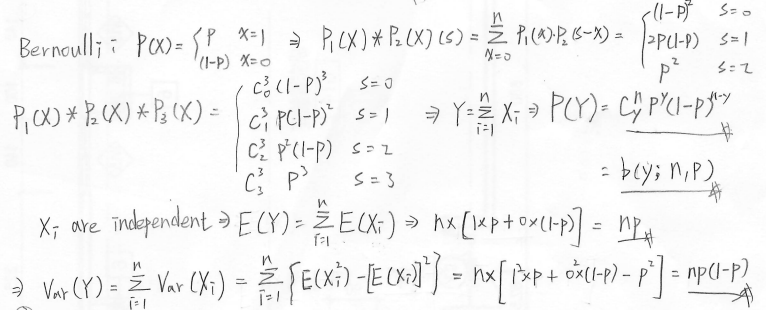 Bernoulli: P(X) = { p x=1 ; (1-p) x=0 ⇒ P₁(X) * P₂(X) (s) = Σ_{x=0}^{n} P₁(x)·P₂(s-x) = { (1-p)² s=0 ; 2p(1-p) s=1 ; p² s=2
P₁(X) * P₂(X) * P₃(X) = { C₀³ (1-p)³ s=0 ; C₁³ p(1-p)² s=1 ; C₂³ p²(1-p) s=2 ; C₃³ p³ s=3 ⇒ Y = Σ_{i=1}^{n} Xᵢ ⇒ P(Y) = C_y^n p^y (1-p)^{n-y}
= b(y; n, p)
Xᵢ are independent ⇒ E(Y) = Σ_{i=1}^{n} E(Xᵢ) ⇒ n×[1×p + 0×(1-p)] = np
⇒ Var(Y) = Σ_{i=1}^{n} Var(Xᵢ) = Σ_{i=1}^{n} {E(Xᵢ²) - [E(Xᵢ)]²} = n×[1²×p + 0²×(1-p) - p²] = np(1-p)